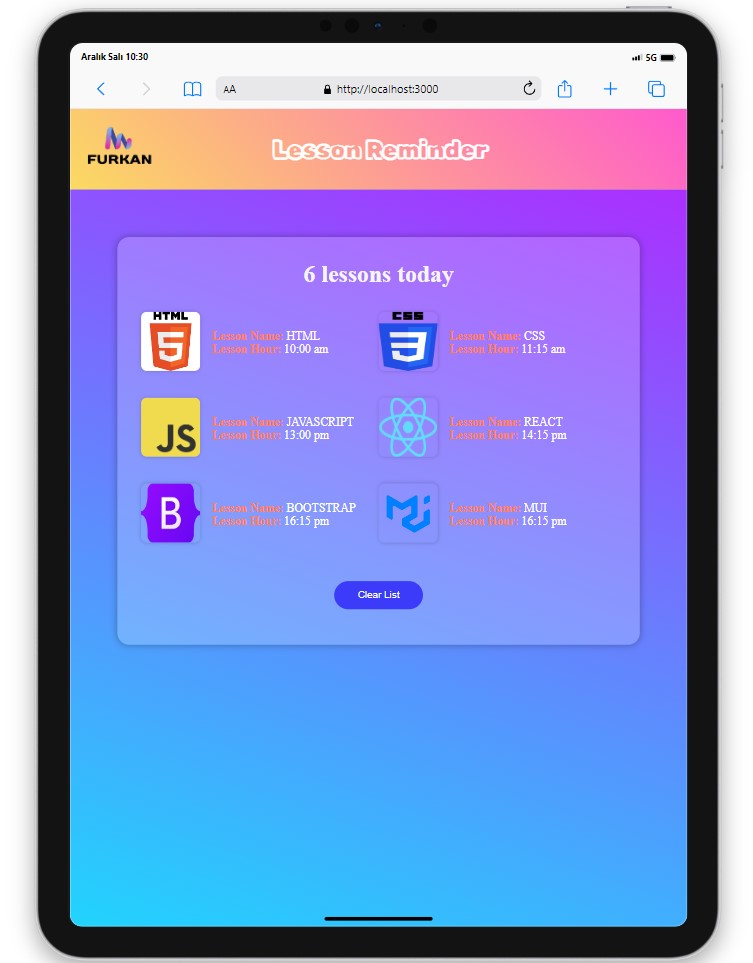 Aralık Salı 10:30
5G
AA
http://localhost:3000
FURKAN
Lesson Reminder
6 lessons today
HTML
Lesson Name: HTML
Lesson Hour: 10:00 am
CSS
Lesson Name: CSS
Lesson Hour: 11:15 am
JS
Lesson Name: JAVASCRIPT
Lesson Hour: 13:00 pm
Lesson Name: REACT
Lesson Hour: 14:15 pm
B
Lesson Name: BOOTSTRAP
Lesson Hour: 16:15 pm
Lesson Name: MUI
Lesson Hour: 16:15 pm
Clear List